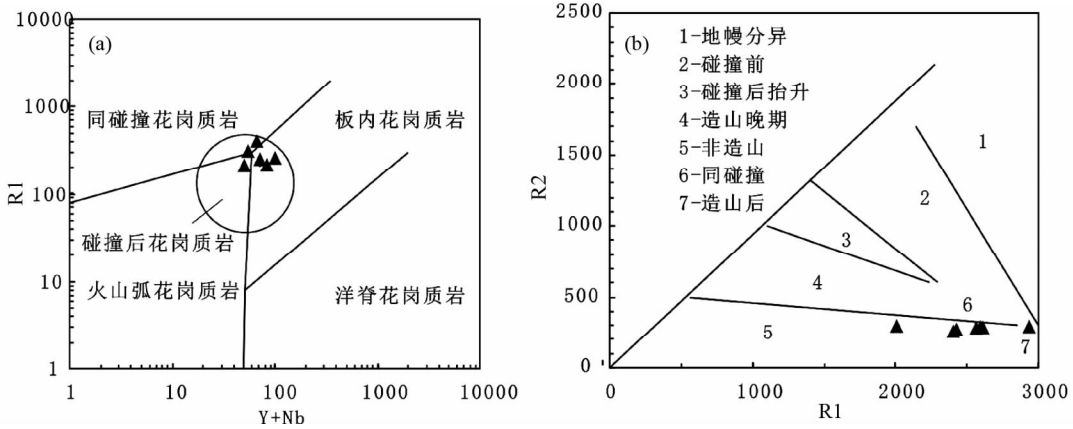 (a)
10000
1000
100
10
1
R1
同碰撞花岗质岩
板内花岗质岩
碰撞后花岗质岩
火山弧花岗质岩
洋脊花岗质岩
1
10
100
1000
10000
Y+Nb
(b)
2500
2000
1500
1000
500
0
R2
1-地幔分异
2-碰撞前
3-碰撞后抬升
4-造山晚期
5-非造山
6-同碰撞
7-造山后
1
2
3
4
5
6
7
0
1000
2000
3000
R1